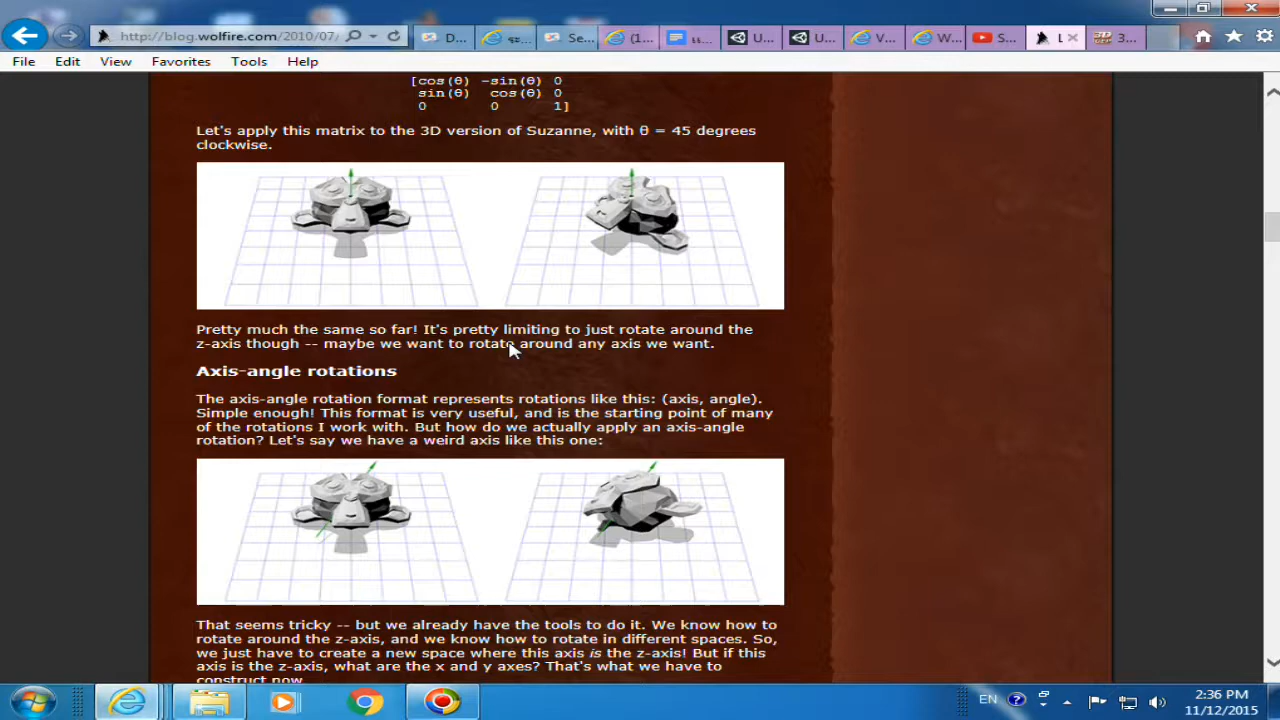 http://blog.wolfire.com/2010/07/
D...
Se...
(1...
U...
U...
V...
W...
S...
3...
File Edit View Favorites Tools Help
[cos(θ) -sin(θ) 0
sin(θ) cos(θ) 0
0 0 1]
Let's apply this matrix to the 3D version of Suzanne, with θ = 45 degrees
clockwise.
Pretty much the same so far! It's pretty limiting to just rotate around the
z-axis though -- maybe we want to rotate around any axis we want.
Axis-angle rotations
The axis-angle rotation format represents rotations like this: (axis, angle).
Simple enough! This format is very useful, and is the starting point of many
of the rotations I work with. But how do we actually apply an axis-angle
rotation? Let's say we have a weird axis like this one:
That seems tricky -- but we already have the tools to do it. We know how to
rotate around the z-axis, and we know how to rotate in different spaces. So,
we just have to create a new space where this axis is the z-axis! But if this
axis is the z-axis, what are the x and y axes? That's what we have to
construct now.
EN
2:36 PM
11/12/2015